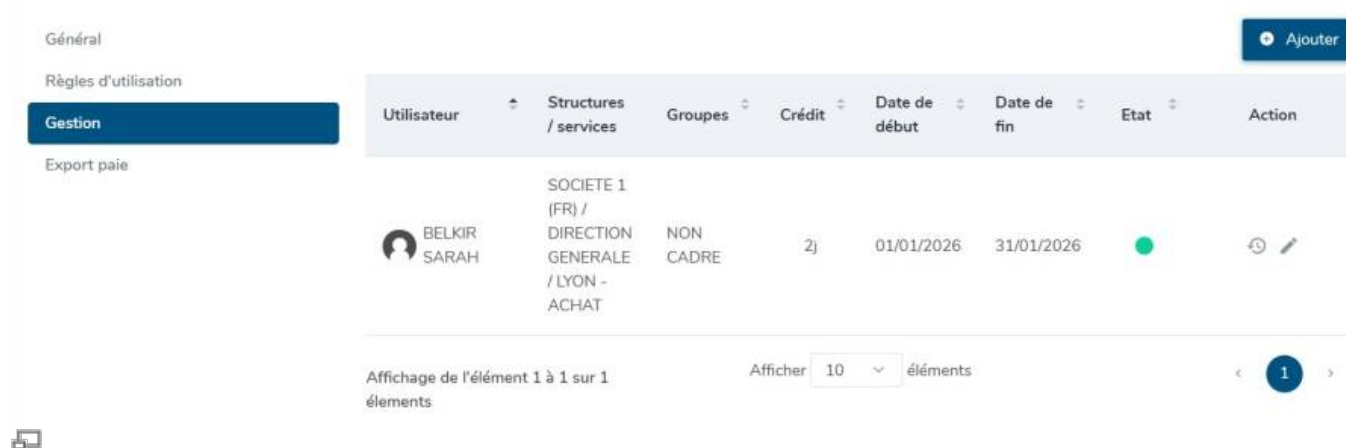 Général
Règles d'utilisation
Gestion
Export paie
Ajouter
Utilisateur
Structures
/ services
Groupes
Crédit
Date de
début
Date de
fin
Etat
Action
BELKIR
SARAH
SOCIETE 1
(FR) /
DIRECTION
GENERALE
/ LYON -
ACHAT
NON
CADRE
2j
01/01/2026
31/01/2026
Affichage de l'élément 1 à 1 sur 1
élements
Afficher 10 éléments
1